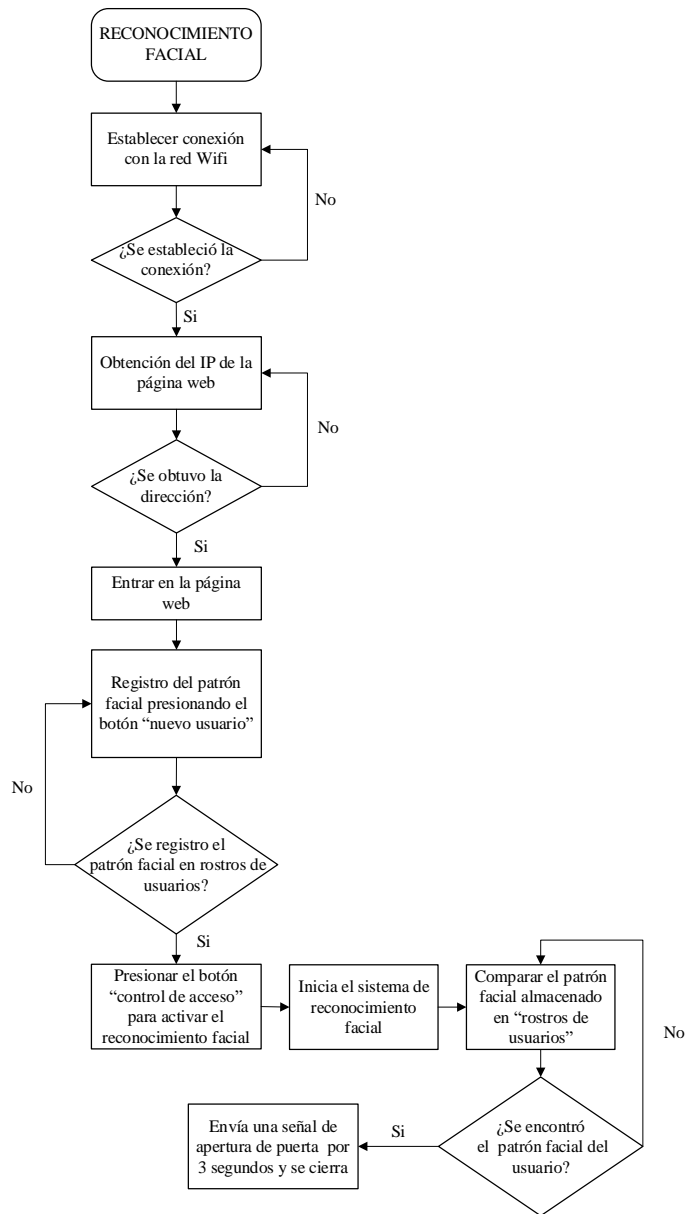 RECONOCIMIENTO
FACIAL
Establecer conexión
con la red Wifi
No
¿Se estableció la
conexión?
Si
Obtención del IP de la
página web
No
¿Se obtuvo la
dirección?
Si
Entrar en la página
web
Registro del patrón
facial presionando el
botón “nuevo usuario”
No
¿Se registro el
patrón facial en rostros de
usuarios?
Si
Presionar el botón
“control de acceso”
para activar el
reconocimiento facial
Inicia el sistema de
reconocimiento
facial
Comparar el patrón
facial almacenado
en “rostros de
usuarios”
No
¿Se encontró
el patrón facial del
usuario?
Si
Envía una señal de
apertura de puerta por
3 segundos y se cierra